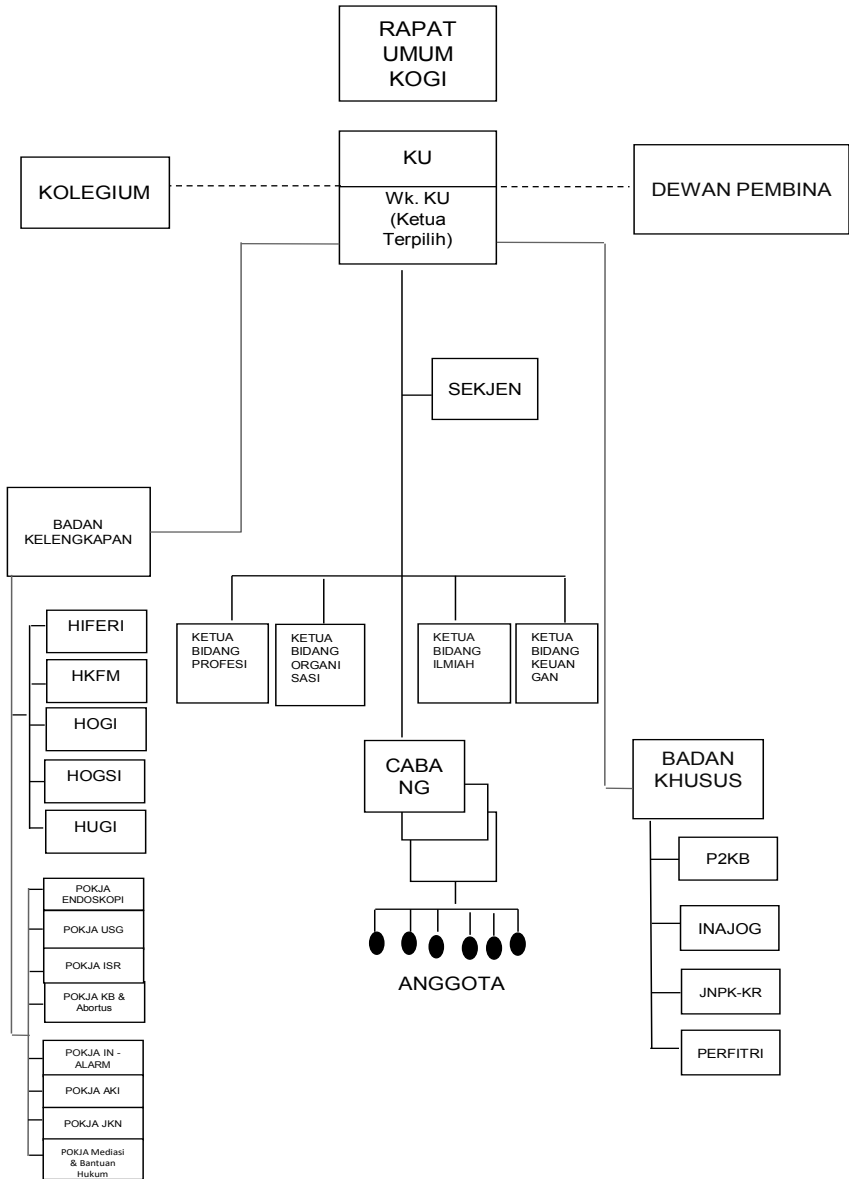 RAPAT
UMUM
KOGI
KU
Wk. KU
(Ketua
Terpilih)
KOLEGIUM
DEWAN PEMBINA
SEKJEN
BADAN
KELENGKAPAN
HIFERI
HKFM
HOGI
HOGSI
HUGI
POKJA
ENDOSKOPI
POKJA USG
POKJA ISR
POKJA KB &
Abortus
POKJA IN -
ALARM
POKJA AKI
POKJA JKN
POKJA Mediasi
& Bantuan
Hukum
KETUA
BIDANG
PROFESI
KETUA
BIDANG
ORGANI
SASI
KETUA
BIDANG
ILMIAH
KETUA
BIDANG
KEUAN
GAN
CABA
NG
ANGGOTA
BADAN
KHUSUS
P2KB
INAJOG
JNPK-KR
PERFITRI